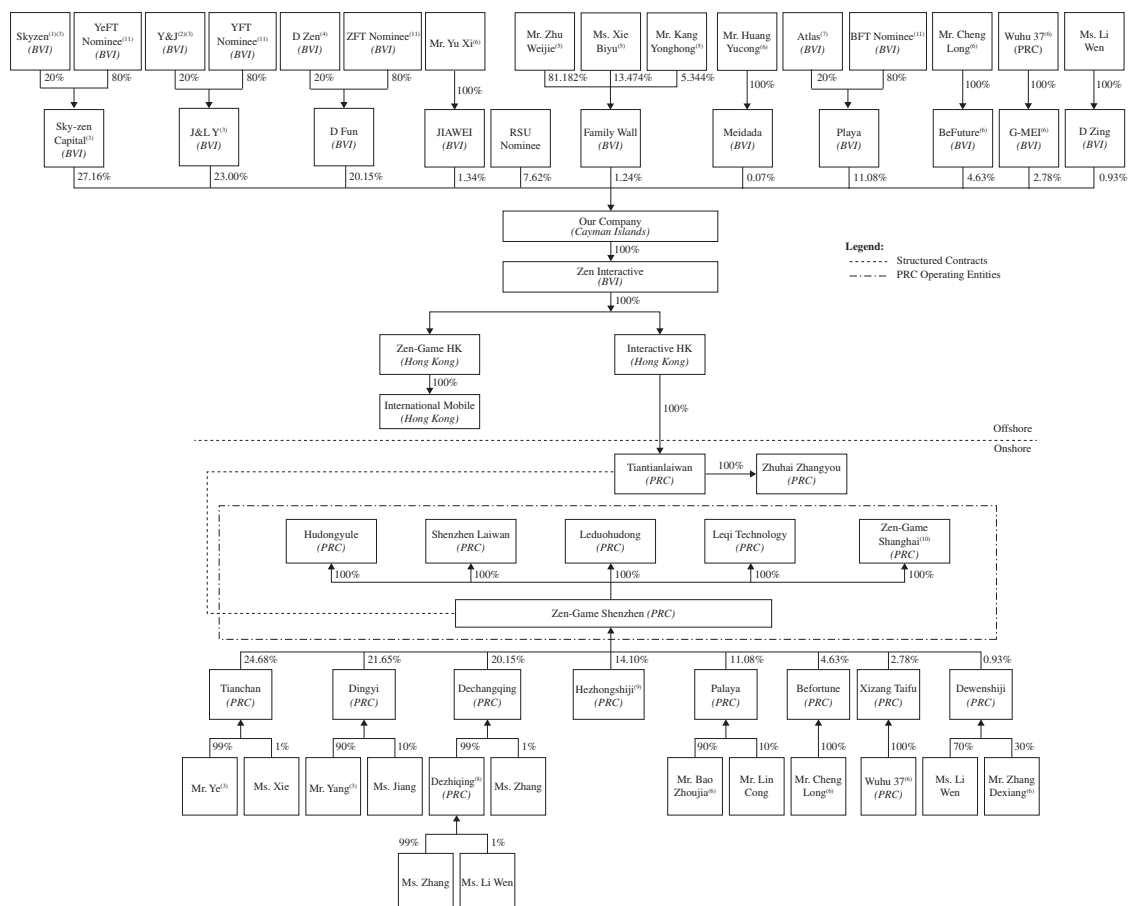 Skyzen(1)(3)
(BVI)
YeFT
Nominee(11)
(BVI)
Y&J(2)(3)
(BVI)
YFT
Nominee(11)
(BVI)
D Zen(4)
(BVI)
ZFT Nominee(11)
(BVI)
Mr. Yu Xi(6)
Mr. Zhu
Weijie(5)
Ms. Xie
Biyu(5)
Mr. Kang
Yonghong(5)
Mr. Huang
Yucong(6)
Atlas(7)
(BVI)
BFT Nominee(11)
(BVI)
Mr. Cheng
Long(6)
Wuhu 37(6)
(PRC)
Ms. Li
Wen
20%
80%
20%
80%
20%
80%
100%
81.182%
13.474%
5.344%
100%
20%
80%
100%
100%
100%
Sky-zen
Capital(3)
(BVI)
J&L Y(3)
(BVI)
D Fun
(BVI)
JIAWEI
(BVI)
RSU
Nominee
Family Wall
(BVI)
Meidada
(BVI)
Playa
(BVI)
BeFuture(6)
(BVI)
G-MEI(6)
(BVI)
D Zing
(BVI)
27.16%
23.00%
20.15%
1.34%
7.62%
1.24%
0.07%
11.08%
4.63%
2.78%
0.93%
Our Company
(Cayman Islands)
100%
Legend:
Structured Contracts
PRC Operating Entities
Zen Interactive
(BVI)
100%
Zen-Game HK
(Hong Kong)
Interactive HK
(Hong Kong)
100%
International Mobile
(Hong Kong)
100%
Offshore
Onshore
Tiantianlaiwan
(PRC)
100%
Zhuhai Zhangyou
(PRC)
Hudongyule
(PRC)
Shenzhen Laiwan
(PRC)
Leduohudong
(PRC)
Leqi Technology
(PRC)
Zen-Game
Shanghai(10)
(PRC)
100%
100%
100%
100%
100%
Zen-Game Shenzhen (PRC)
24.68%
21.65%
20.15%
14.10%
11.08%
4.63%
2.78%
0.93%
Tianchan
(PRC)
Dingyi
(PRC)
Dechangqing
(PRC)
Hezhongshiji(9)
(PRC)
Palaya
(PRC)
Befortune
(PRC)
Xizang Taifu
(PRC)
Dewenshiji
(PRC)
99%
1%
90%
10%
99%
1%
90%
10%
100%
100%
70%
30%
Mr. Ye(3)
Ms. Xie
Mr. Yang(3)
Ms. Jiang
Dezhiqing(8)
(PRC)
Ms. Zhang
Mr. Bao
Zhoujia(6)
Mr. Lin
Cong
Mr. Cheng
Long(6)
Wuhu 37(6)
(PRC)
Ms. Li
Wen
Mr. Zhang
Dexiang(6)
99%
1%
Ms. Zhang
Ms. Li Wen